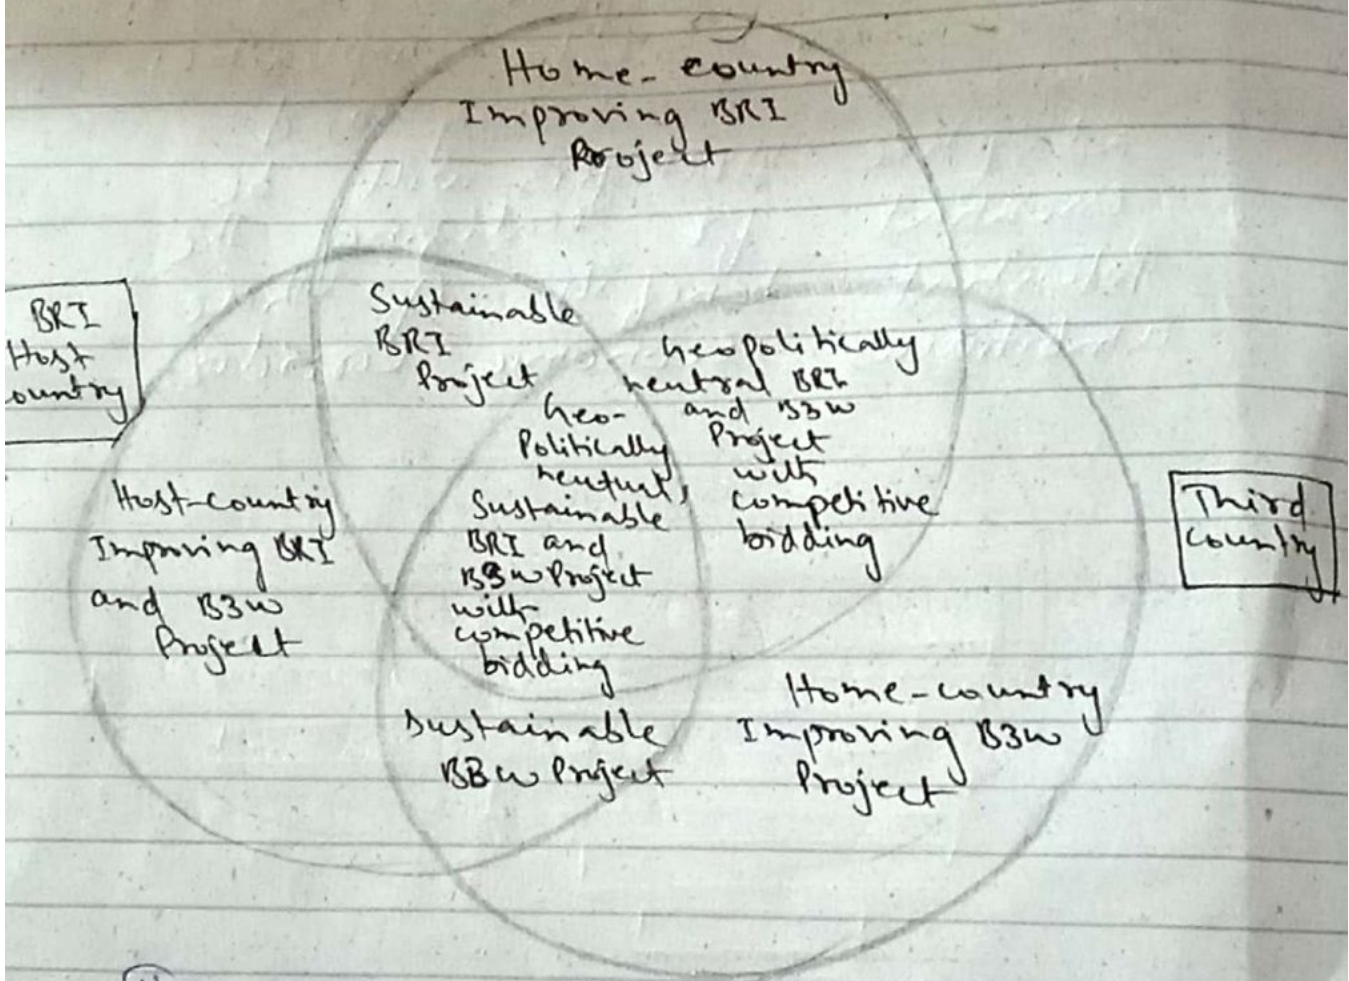 Home-country
Improving BRI
Project
BRI
Host
ountry
Sustainable
BRI
Project
Geopolitically
neutral BRI
and B3W
Project
with
competitive
bidding
Geo-
Politically
neutral,
Sustainable
BRI and
B3W Project
with
competitive
bidding
Host-country
Improving BRI
and B3W
Project
Third
country
Sustainable
BBW Project
Home-country
Improving B3W
Project